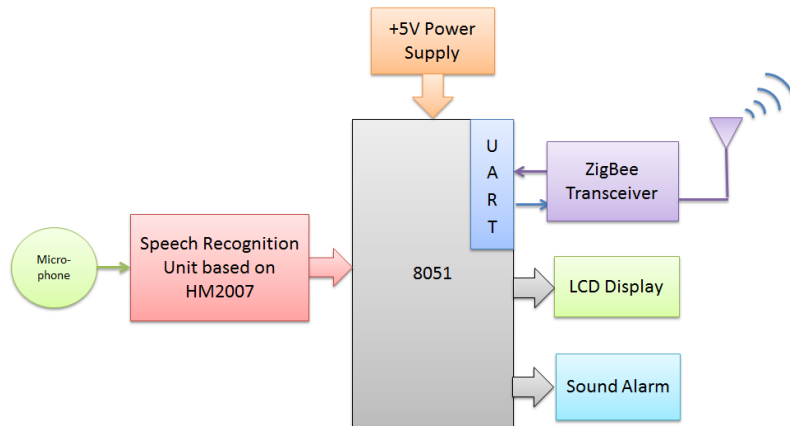 +5V Power
Supply
U
A
R
T
ZigBee
Transceiver
Micro-
phone
Speech Recognition
Unit based on
HM2007
8051
LCD Display
Sound Alarm